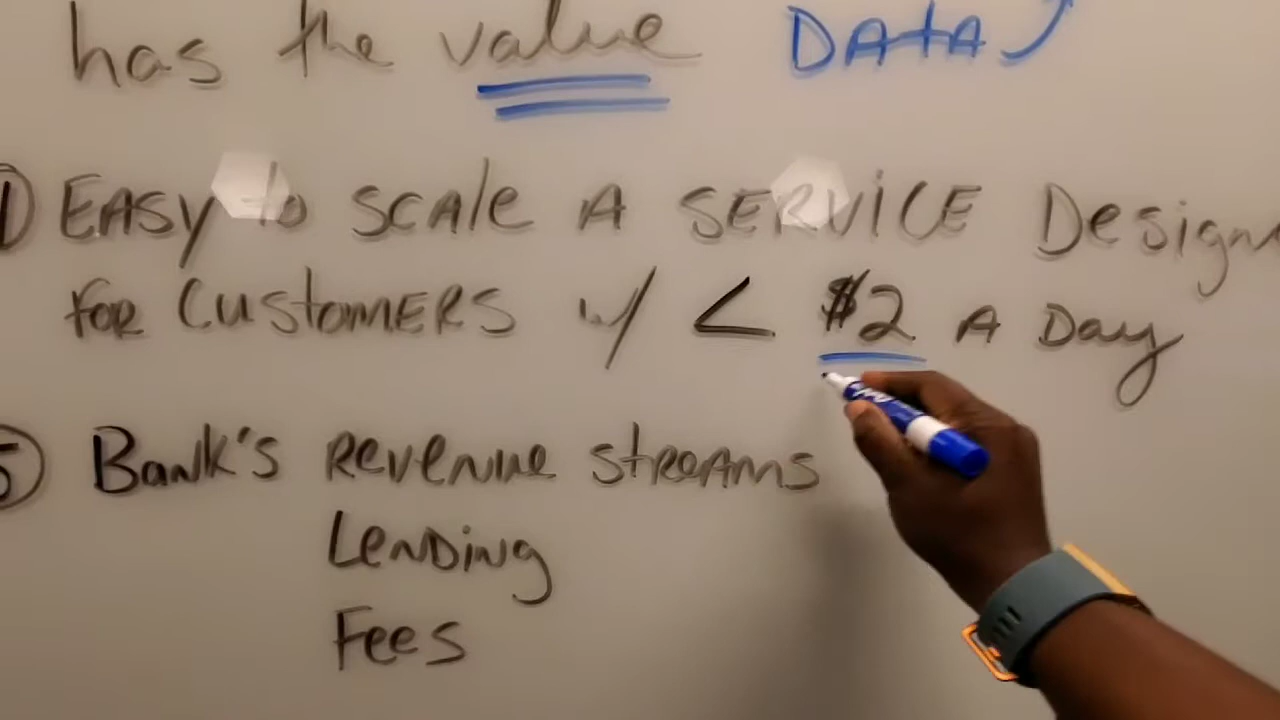 has the value DATA
EASY to SCAle A SERViCE Design
for CustomERS w/ < $2 A Day
5 Bank's Revenue streams
LenDing
Fees